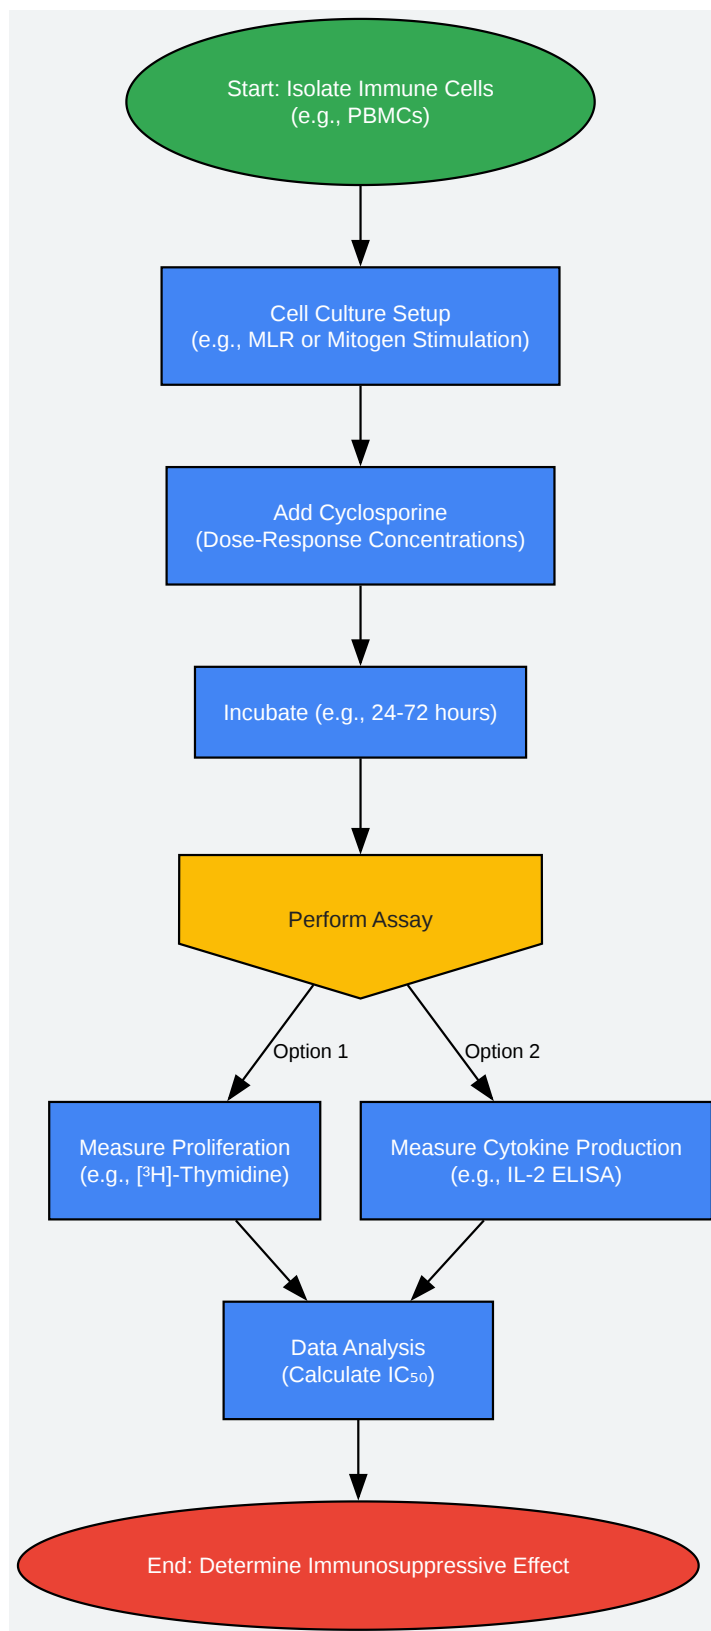 Start: Isolate Immune Cells
(e.g., PBMCs)
Cell Culture Setup
(e.g., MLR or Mitogen Stimulation)
Add Cyclosporine
(Dose-Response Concentrations)
Incubate (e.g., 24-72 hours)
Perform Assay
Option 1
Option 2
Measure Proliferation
(e.g., [³H]-Thymidine)
Measure Cytokine Production
(e.g., IL-2 ELISA)
Data Analysis
(Calculate IC₅₀)
End: Determine Immunosuppressive Effect